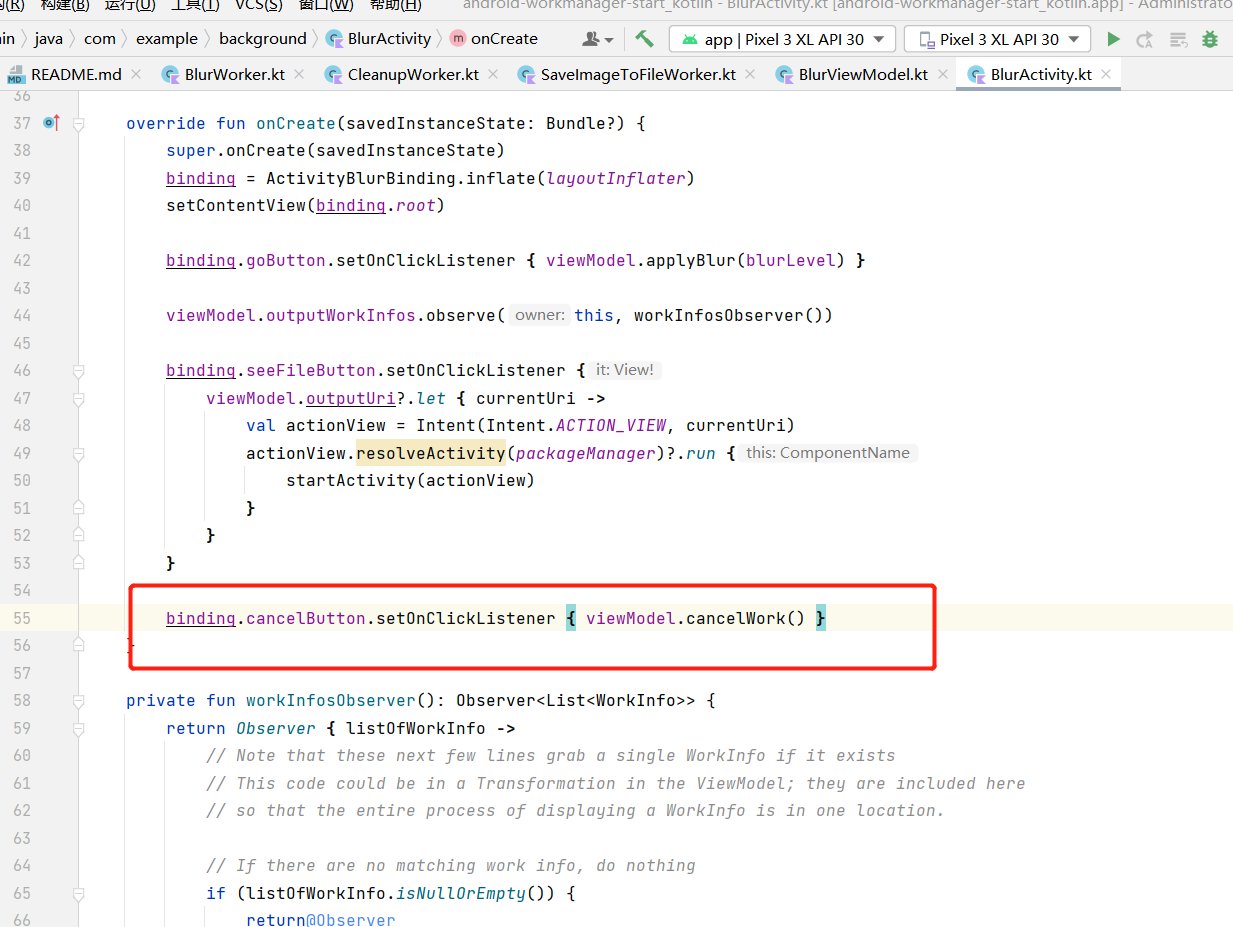 (R) 构建(B) 运行(U) 工具(T) VCS(S) 窗口(W) 帮助(H) android-workmanager-start_kotlin - BlurActivity.kt [android-workmanager-start_kotlin.app] - Administrato
in java com example background BlurActivity m onCreate app | Pixel 3 XL API 30 Pixel 3 XL API 30
MD README.md BlurWorker.kt CleanupWorker.kt SaveImageToFileWorker.kt BlurViewModel.kt BlurActivity.kt
36
37 override fun onCreate(savedInstanceState: Bundle?) {
38 super.onCreate(savedInstanceState)
39 binding = ActivityBlurBinding.inflate(layoutInflater)
40 setContentView(binding.root)
41
42 binding.goButton.setOnClickListener { viewModel.applyBlur(blurLevel) }
43
44 viewModel.outputWorkInfos.observe( owner: this, workInfosObserver())
45
46 binding.seeFileButton.setOnClickListener { it: View!
47 viewModel.outputUri?.let { currentUri ->
48 val actionView = Intent(Intent.ACTION_VIEW, currentUri)
49 actionView.resolveActivity(packageManager)?.run { this: ComponentName
50 startActivity(actionView)
51 }
52 }
53 }
54
55 binding.cancelButton.setOnClickListener { viewModel.cancelWork() }
56 }
57
58 private fun workInfosObserver(): Observer<List<WorkInfo>> {
59 return Observer { listOfWorkInfo ->
60 // Note that these next few lines grab a single WorkInfo if it exists
61 // This code could be in a Transformation in the ViewModel; they are included here
62 // so that the entire process of displaying a WorkInfo is in one location.
63
64 // If there are no matching work info, do nothing
65 if (listOfWorkInfo.isNullOrEmpty()) {
66 return@Observer